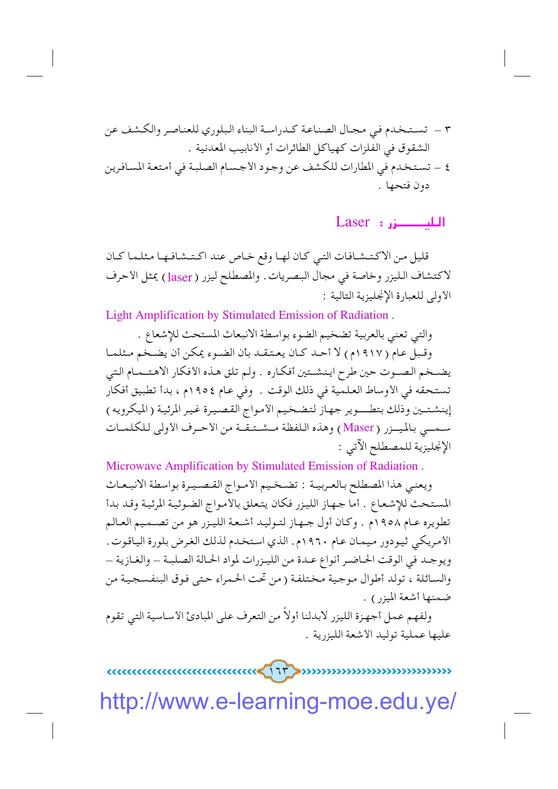 ٣ – تستخدم في مجال الصناعة كدراسة البناء البلوري للعناصر والكشف عن
الشقوق في الفلزات كهياكل الطائرات أو الانابيب المعدنية .
٤ – تستخدم في المطارات للكشف عن وجود الاجسام الصلبة في أمتعة المسافرين
دون فتحها .
الليـــــزر : Laser
قليل من الاكتشافات التي كان لها وقع خاص عند اكتشافها مثلما كان
لاكتشاف الليزر وخاصة في مجال البصريات. والمصطلح ليزر ( laser ) يمثل الأحرف
الأولى للعبارة الإنجليزية التالية :
Light Amplification by Stimulated Emission of Radiation .
والتي تعني بالعربية تضخيم الضوء بواسطة الانبعاث المستحث للإشعاع .
وقبل عام ( ١٩١٧م ) لا أحد كان يعتقد بأن الضوء يمكن أن يضخم مثلما
يضخم الصوت حين طرح اينشتين أفكاره . ولم تلق هذه الأفكار الاهتمام التي
تستحقه في الأوساط العلمية في ذلك الوقت . وفي عام ١٩٥٤م ، بدأ تطبيق أفكار
إينشتين وذلك بتطوير جهاز لتضخيم الامواج القصيرة غير المرئية ( الميكرويه )
سمي بالميزر ( Maser ) وهذه اللفظة مشتقة من الأحرف الأولى للكلمات
الإنجليزية للمصطلح الآتي :
Microwave Amplification by Stimulated Emission of Radiation .
ويعني هذا المصطلح بالعربية : تضخيم الأمواج القصيرة بواسطة الانبعاث
المستحث للإشعاع . أما جهاز الليزر فكان يتعلق بالأمواج الضوئية المرئية وقد بدأ
تطويره عام ١٩٥٨م . وكان أول جهاز لتوليد أشعة الليزر هو من تصميم العالم
الأمريكي ثيودور ميمان عام ١٩٦٠م. الذي استخدم لذلك الغرض بلورة الياقوت.
ويوجد في الوقت الحاضر أنواع عدة من الليزرات لمواد الحالة الصلبة – والغازية –
والسائلة ، تولد أطوال موجية مختلفة ( من تحت الحمراء حتى فوق البنفسجية من
ضمنها أشعة الميزر ) .
ولفهم عمل أجهزة الليزر لابدلنا أولاً من التعرف على المبادئ الأساسية التي تقوم
عليها عملية توليد الأشعة الليزرية .
١٦٣
http://www.e-learning-moe.edu.ye/